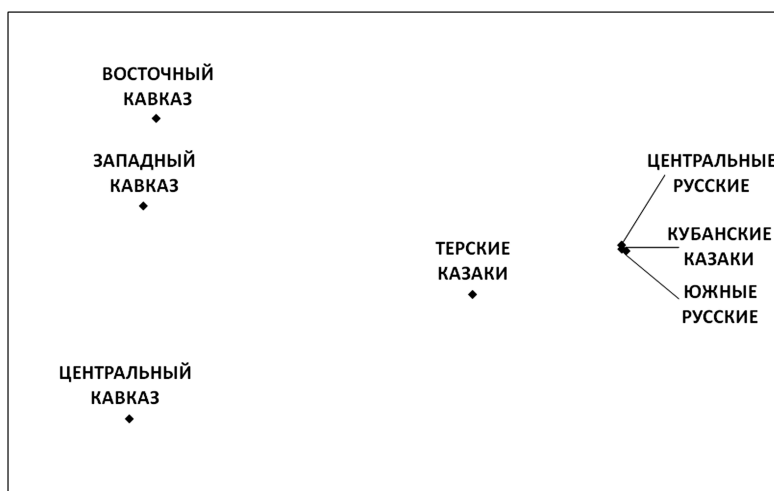 ВОСТОЧНЫЙ
КАВКАЗ
ЗАПАДНЫЙ
КАВКАЗ
ЦЕНТРАЛЬНЫЕ
РУССКИЕ
КУБАНСКИЕ
КАЗАКИ
ТЕРСКИЕ
КАЗАКИ
ЮЖНЫЕ
РУССКИЕ
ЦЕНТРАЛЬНЫЙ
КАВКАЗ